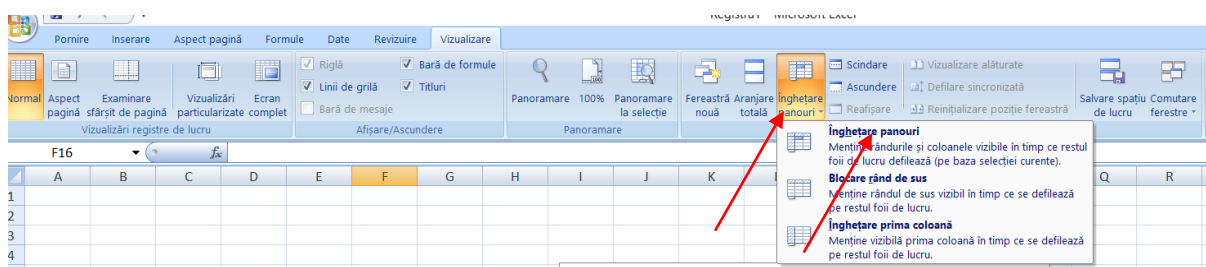 Registru1 - Microsoft Excel
Pornire Inserare Aspect pagină Formule Date Revizuire Vizualizare
Normal Aspect pagină Examinare sfârșit de pagină Vizualizări particularizate Ecran complet
Vizualizări registre de lucru
Riglă Bară de formule
Linii de grilă Titluri
Bară de mesaje
Afișare/Ascundere
Panoramare 100% Panoramare la selecție
Panoramare
Fereastră nouă Aranjare totală Înghețare panouri
Scindare Vizualizare alăturate
Ascundere Defilare sincronizată
Reafișare Reinițializare poziție fereastră
Salvare spațiu de lucru Comutare ferestre
F16 fx
A B C D E F G H I J K Q R
1
2
3
4
Înghețare panouri
Menține rândurile și coloanele vizibile în timp ce restul
foii de lucru defilează (pe baza selecției curente).
Blocare rând de sus
Menține rândul de sus vizibil în timp ce se defilează
pe restul foii de lucru.
Înghețare prima coloană
Menține vizibilă prima coloană în timp ce se defilează
pe restul foii de lucru.